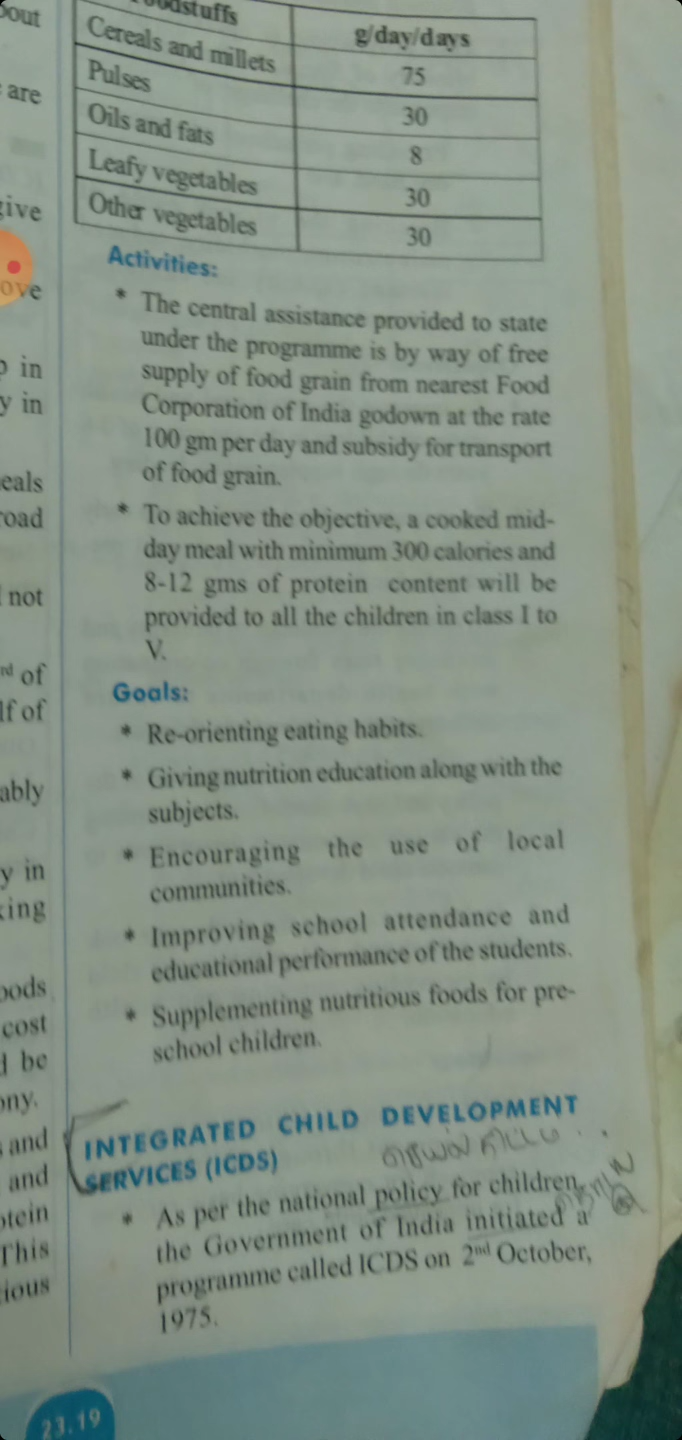 bout
are
give
ove
in
y in
eals
road
not
rd of
lf of
ably
y in
king
oods
cost
d be
ony.
and
and
otein
This
ious
oodstuffs g/day/days
Cereals and millets 75
Pulses 30
Oils and fats 8
Leafy vegetables 30
Other vegetables 30
Activities:
* The central assistance provided to state
under the programme is by way of free
supply of food grain from nearest Food
Corporation of India godown at the rate
100 gm per day and subsidy for transport
of food grain.
* To achieve the objective, a cooked mid-
day meal with minimum 300 calories and
8-12 gms of protein content will be
provided to all the children in class I to
V.
Goals:
* Re-orienting eating habits.
* Giving nutrition education along with the
subjects.
* Encouraging the use of local
communities.
* Improving school attendance and
educational performance of the students.
* Supplementing nutritious foods for pre-
school children.
INTEGRATED CHILD DEVELOPMENT
SERVICES (ICDS)
* As per the national policy for children,
the Government of India initiated a
programme called ICDS on 2nd October,
1975.
23.19